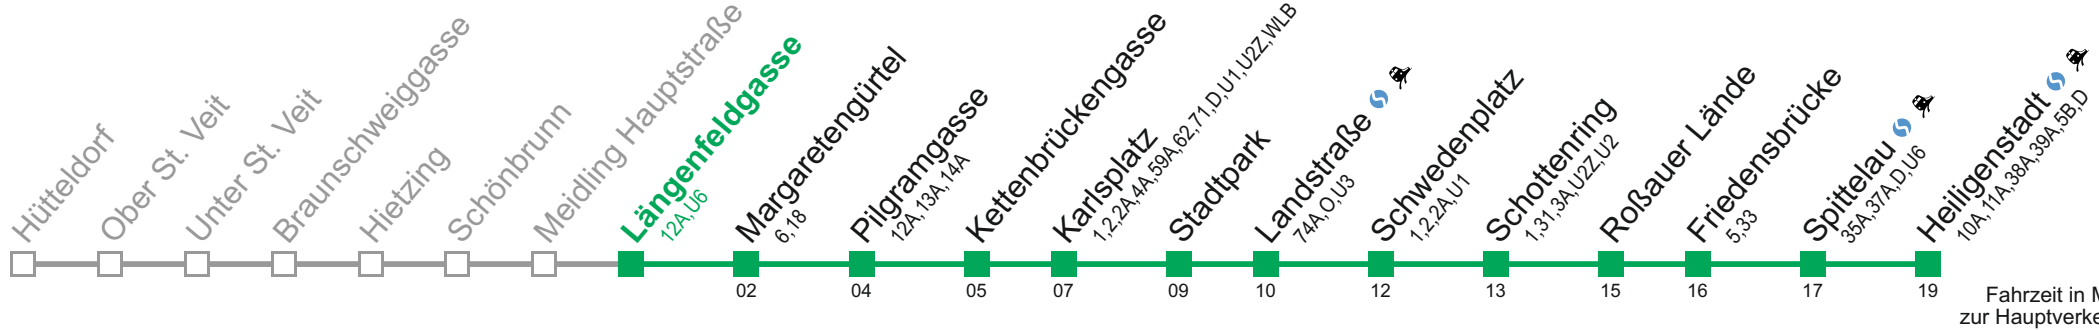 Hütteldorf
Ober St. Veit
Unter St. Veit
Braunschweiggasse
Hietzing
Schönbrunn
Meidling Hauptstraße
Längenfeldgasse
12A,U6
Margaretengürtel
6,18
Pilgramgasse
12A,13A,14A
Kettenbrückengasse
Karlsplatz
1,2,2A,4A,59A,62,71,D,U1,U2Z,WLB
Stadtpark
Landstraße
74A,O,U3
Schwedenplatz
1,2,2A,U1
Schottenring
1,31,3A,U2Z,U2
Roßauer Lände
Friedensbrücke
5,33
Spittelau
35A,37A,D,U6
Heiligenstadt
10A,11A,38A,39A,5B,D
02 04 05 07 09 10 12 13 15 16 17 19
Fahrzeit in M
zur Hauptverke